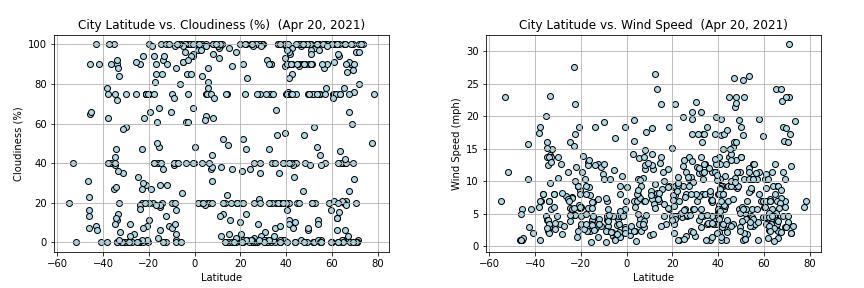 City Latitude vs. Cloudiness (%)  (Apr 20, 2021)
100
80
60
40
20
0
Cloudiness (%)
−60 −40 −20 0 20 40 60 80
Latitude
City Latitude vs. Wind Speed  (Apr 20, 2021)
30
25
20
15
10
5
0
Wind Speed (mph)
−60 −40 −20 0 20 40 60 80
Latitude